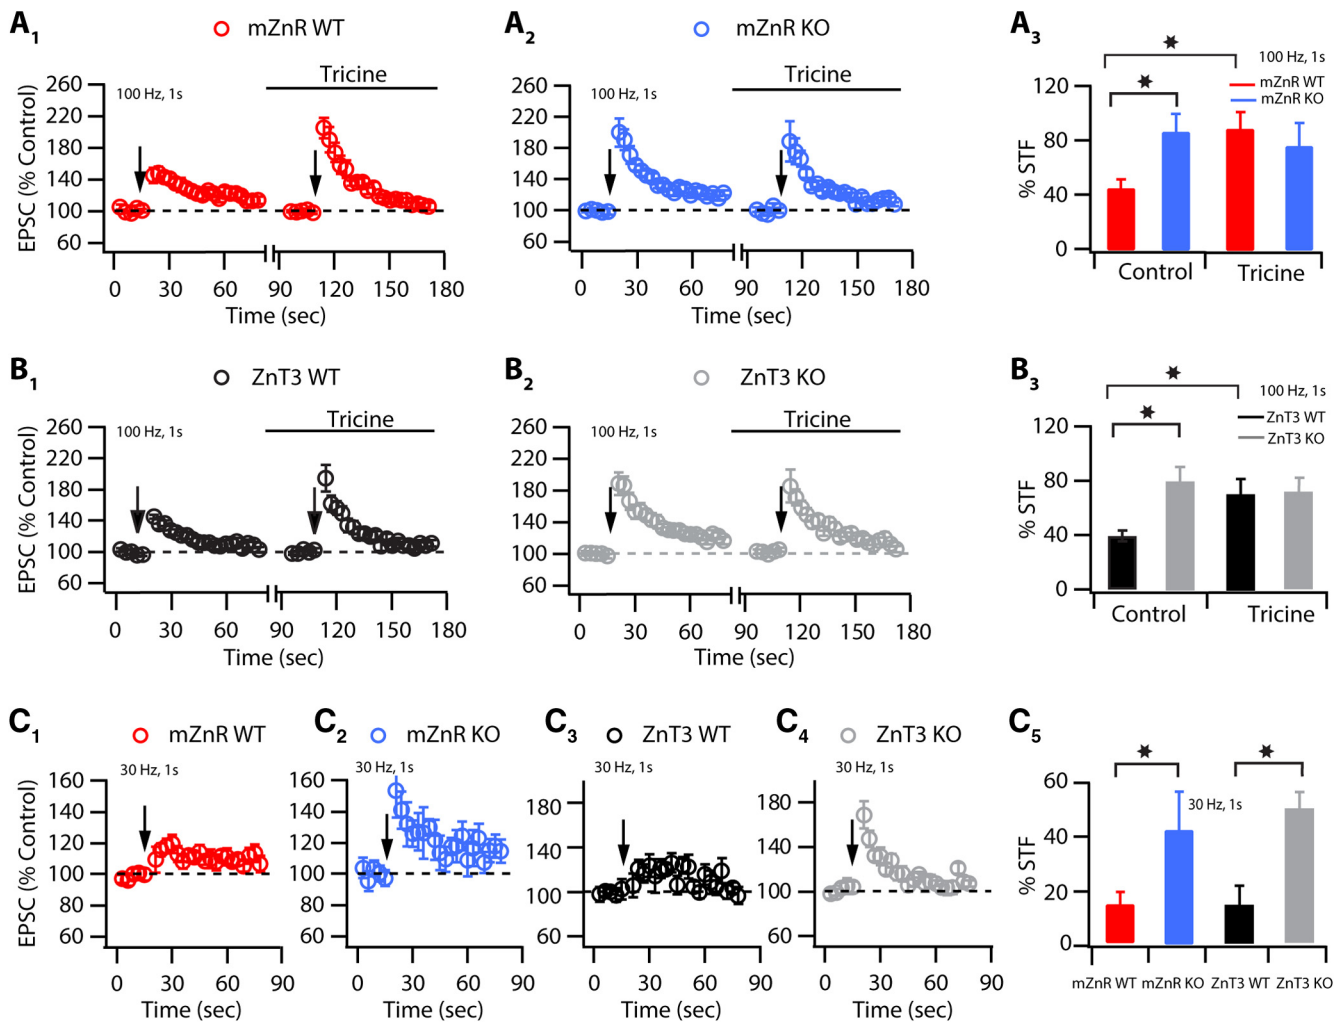 A1
mZnR WT
A2
mZnR KO
A3
EPSC (% Control)
260
220
180
140
100
60
100 Hz, 1s
Tricine
0 30 60 90 120 150 180
Time (sec)
260
220
180
140
100
60
100 Hz, 1s
Tricine
0 30 60 90 120 150 180
Time (sec)
100 Hz, 1s
mZnR WT
mZnR KO
% STF
120
80
40
0
Control Tricine
B1
ZnT3 WT
B2
ZnT3 KO
B3
EPSC (% Control)
260
220
180
140
100
60
100 Hz, 1s
Tricine
0 30 60 90 120 150 180
Time (sec)
260
220
180
140
100
60
100 Hz, 1s
Tricine
0 30 60 90 120 150 180
Time (sec)
100 Hz, 1s
ZnT3 WT
ZnT3 KO
% STF
120
80
40
0
Control Tricine
C1
mZnR WT
30 Hz, 1s
EPSC (% Control)
160
140
120
100
80
60
0 30 60 90
Time (sec)
C2
mZnR KO
30 Hz, 1s
160
140
120
100
80
60
0 30 60 90
Time (sec)
C3
ZnT3 WT
30 Hz, 1s
180
140
100
60
0 30 60 90
Time (sec)
C4
ZnT3 KO
30 Hz, 1s
180
140
100
60
0 30 60 90
Time (sec)
C5
30 Hz, 1s
% STF
60
40
20
0
mZnR WT mZnR KO ZnT3 WT ZnT3 KO